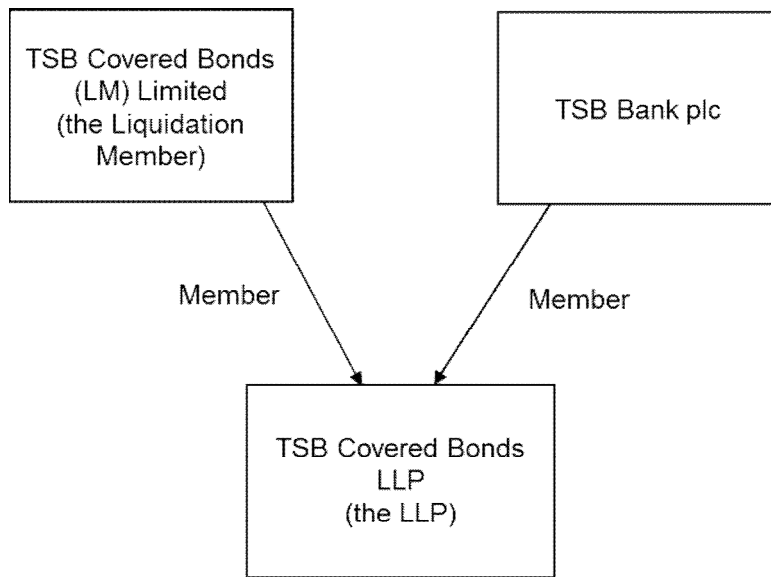 TSB Covered Bonds
(LM) Limited
(the Liquidation
Member)
TSB Bank plc
Member
Member
TSB Covered Bonds
LLP
(the LLP)